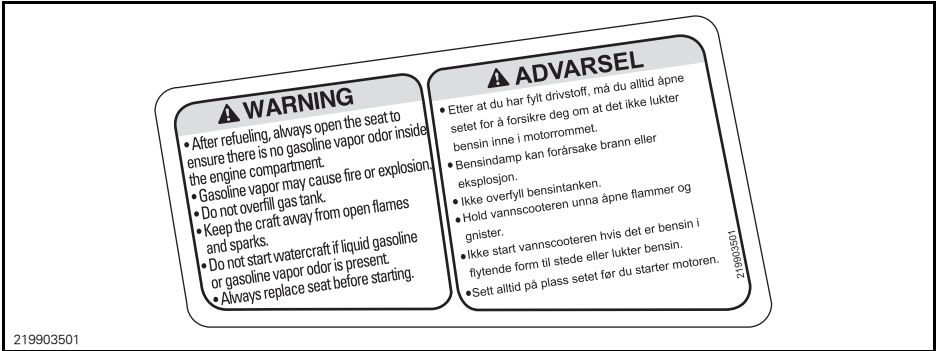 ⚠ WARNING
• After refueling, always open the seat to
ensure there is no gasoline vapor odor inside
the engine compartment.
• Gasoline vapor may cause fire or explosion.
• Do not overfill gas tank.
• Keep the craft away from open flames
and sparks.
• Do not start watercraft if liquid gasoline
or gasoline vapor odor is present.
• Always replace seat before starting.
⚠ ADVARSEL
• Etter at du har fylt drivstoff, må du alltid åpne
setet for å forsikre deg om at det ikke lukter
bensin inne i motorrommet.
• Bensindamp kan forårsake brann eller
eksplosjon.
• Ikke overfyll bensintanken.
• Hold vannscooteren unna åpne flammer og
gnister.
• Ikke start vannscooteren hvis det er bensin i
flytende form til stede eller lukter bensin.
• Sett alltid på plass setet før du starter motoren.
219903501
219903501